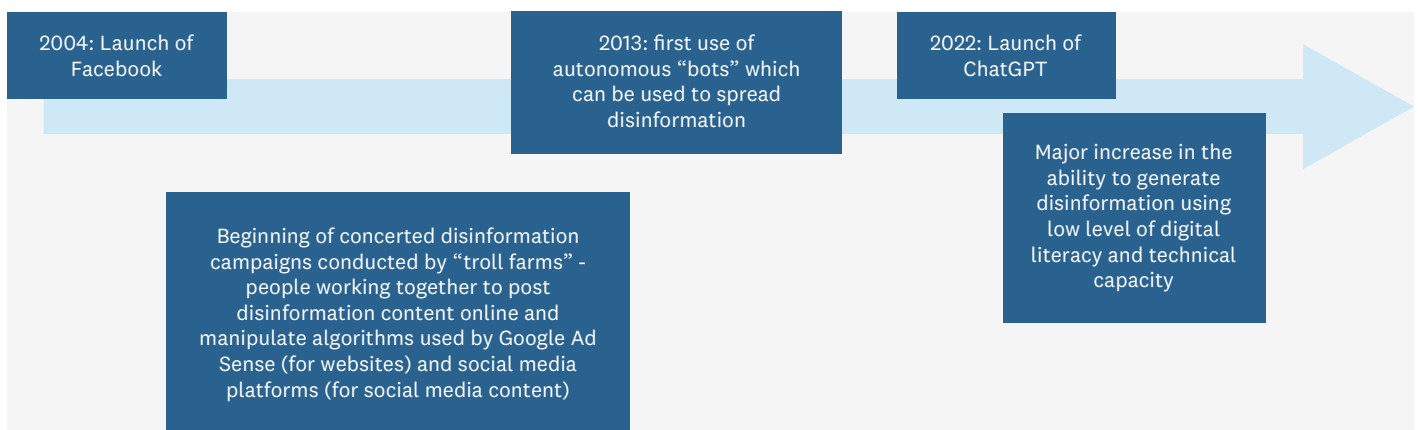 2004: Launch of
Facebook
2013: first use of
autonomous “bots” which
can be used to spread
disinformation
2022: Launch of
ChatGPT
Beginning of concerted disinformation
campaigns conducted by “troll farms” -
people working together to post
disinformation content online and
manipulate algorithms used by Google Ad
Sense (for websites) and social media
platforms (for social media content)
Major increase in the
ability to generate
disinformation using
low level of digital
literacy and technical
capacity